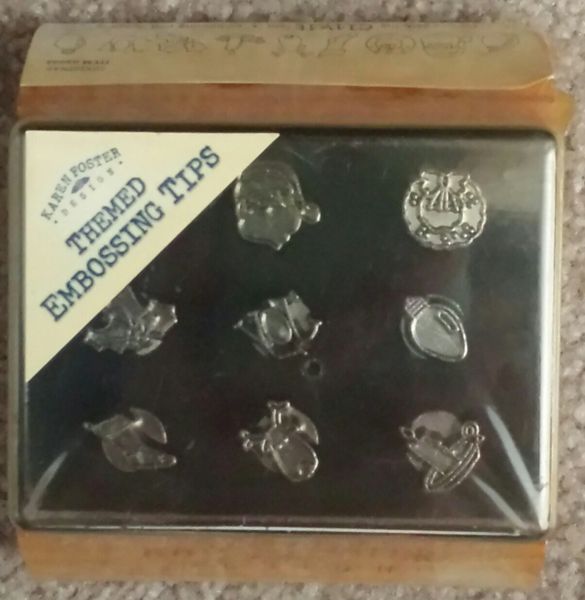 KAREN FOSTER
DESIGN
THEMED
EMBOSSING TIPS